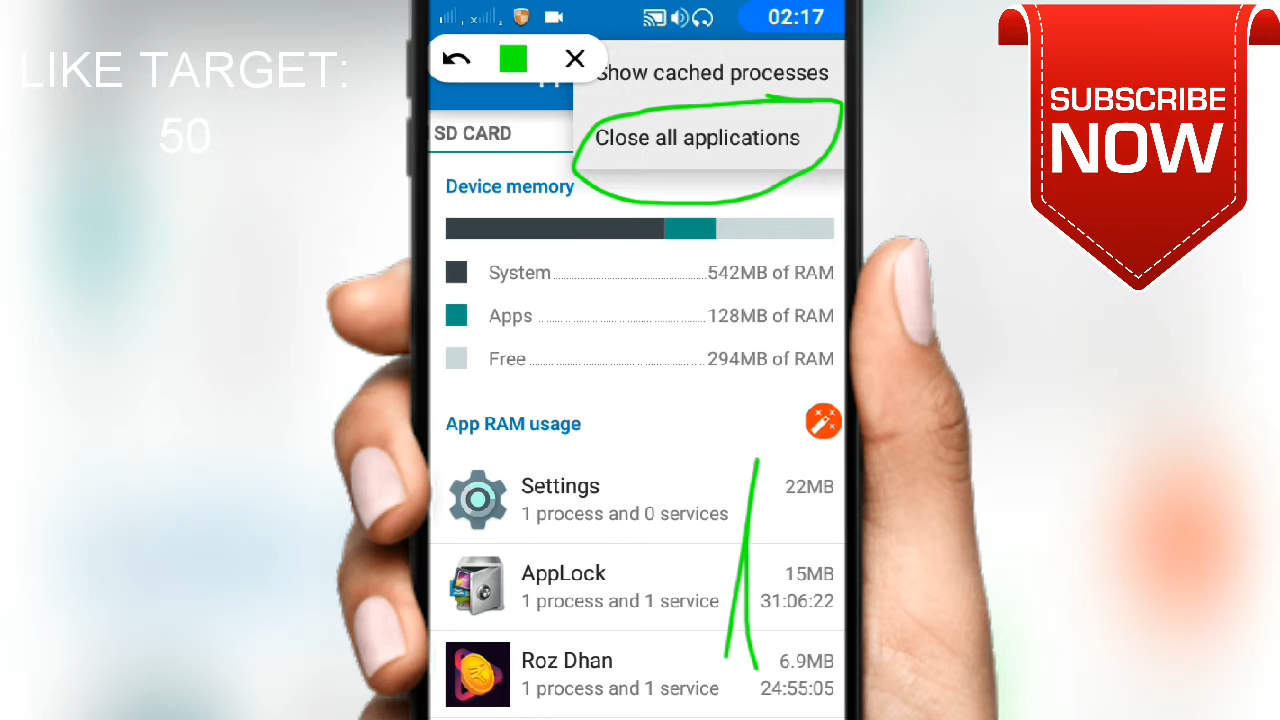 LIKE TARGET:
50
02:17
Show cached processes
Close all applications
SD CARD
Device memory
System 542MB of RAM
Apps 128MB of RAM
Free 294MB of RAM
App RAM usage
Settings 22MB
1 process and 0 services
AppLock 15MB
1 process and 1 service 31:06:22
Roz Dhan 6.9MB
1 process and 1 service 24:55:05
SUBSCRIBE
NOW